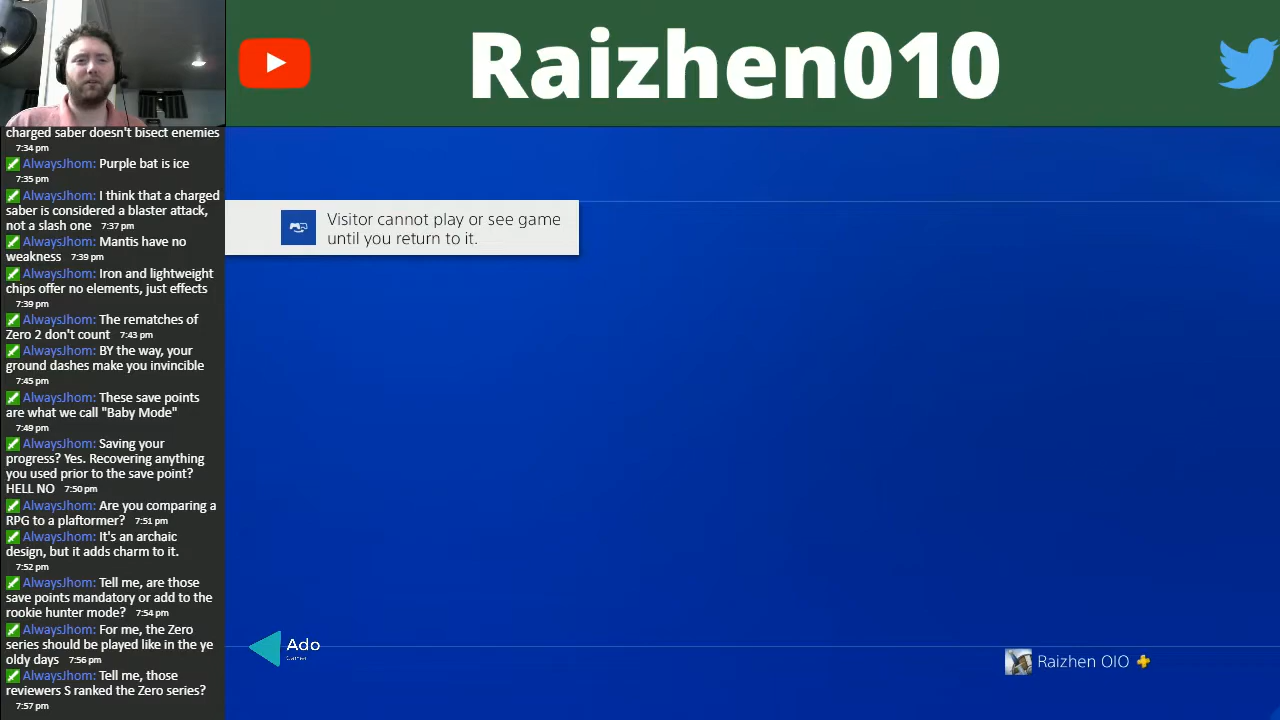 Raizhen010
charged saber doesn't bisect enemies
7:34 pm
AlwaysJhom: Purple bat is ice
7:35 pm
AlwaysJhom: I think that a charged
saber is considered a blaster attack,
not a slash one 7:37 pm
AlwaysJhom: Mantis have no
weakness 7:39 pm
AlwaysJhom: Iron and lightweight
chips offer no elements, just effects
7:39 pm
AlwaysJhom: The rematches of
Zero 2 don't count 7:43 pm
AlwaysJhom: BY the way, your
ground dashes make you invincible
7:45 pm
AlwaysJhom: These save points
are what we call "Baby Mode"
7:49 pm
AlwaysJhom: Saving your
progress? Yes. Recovering anything
you used prior to the save point?
HELL NO 7:50 pm
AlwaysJhom: Are you comparing a
RPG to a plaftormer? 7:51 pm
AlwaysJhom: It's an archaic
design, but it adds charm to it.
7:52 pm
AlwaysJhom: Tell me, are those
save points mandatory or add to the
rookie hunter mode? 7:54 pm
AlwaysJhom: For me, the Zero
series should be played like in the ye
oldy days 7:56 pm
AlwaysJhom: Tell me, those
reviewers S ranked the Zero series?
7:57 pm
Visitor cannot play or see game
until you return to it.
Ado
Raizhen OIO